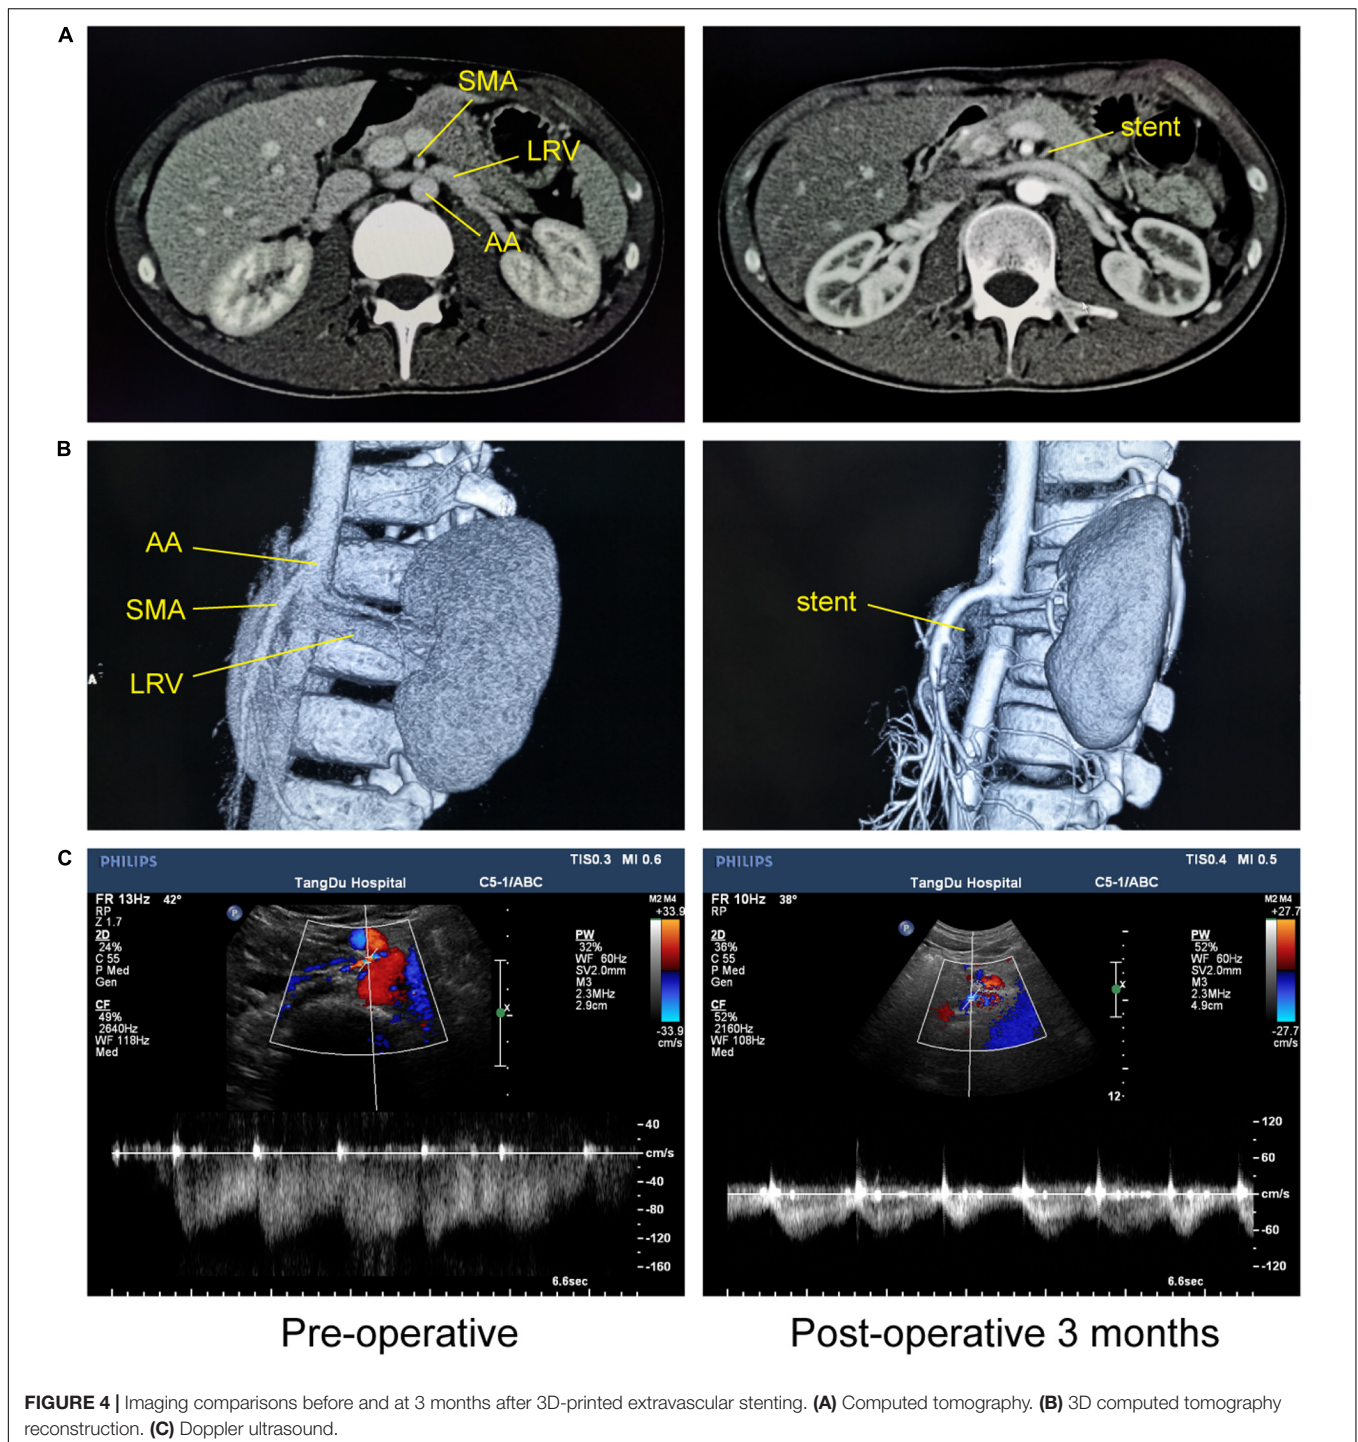 A
SMA
LRV
AA
stent
B
AA
SMA
LRV
A
stent
C
PHILIPS
TIS0.3 MI 0.6
TangDu Hospital C5-1/ABC
FR 13Hz 42°
RP
Z 1.7
2D
24%
C 55
P Med
Gen
CF
49%
2640Hz
WF 118Hz
Med
P
PW
32%
WF 60Hz
SV2.0mm
M3
2.3MHz
2.9cm
M2 M4
+33.9
-33.9
cm/s
x
40
cm/s
-40
-80
-120
-160
6.6sec
PHILIPS
TIS0.4 MI 0.5
TangDu Hospital C5-1/ABC
FR 10Hz 38°
RP
2D
36%
C 55
P Med
Gen
CF
52%
2160Hz
WF 108Hz
Med
P
PW
52%
WF 60Hz
SV2.0mm
M3
2.3MHz
4.9cm
M2 M4
+27.7
-27.7
cm/s
x
12
120
60
cm/s
-60
-120
6.6sec
Pre-operative
Post-operative 3 months
FIGURE 4 | Imaging comparisons before and at 3 months after 3D-printed extravascular stenting. (A) Computed tomography. (B) 3D computed tomography
reconstruction. (C) Doppler ultrasound.